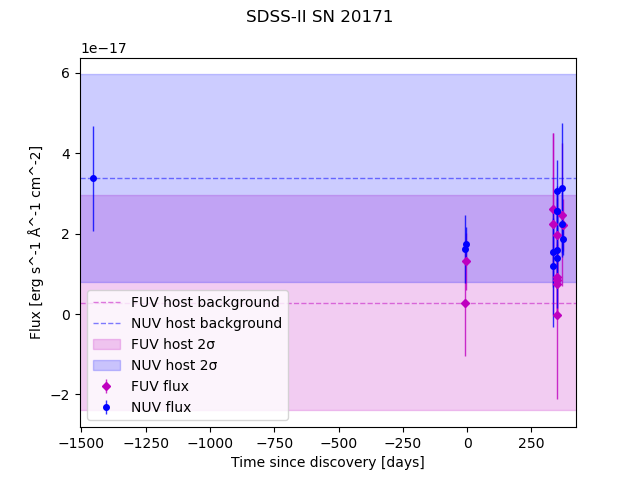 SDSS-II SN 20171
1e−17
6
4
2
0
−2
Flux [erg s^-1 Å^-1 cm^-2]
FUV host background
NUV host background
FUV host 2σ
NUV host 2σ
FUV flux
NUV flux
−1500 −1250 −1000 −750 −500 −250 0 250
Time since discovery [days]